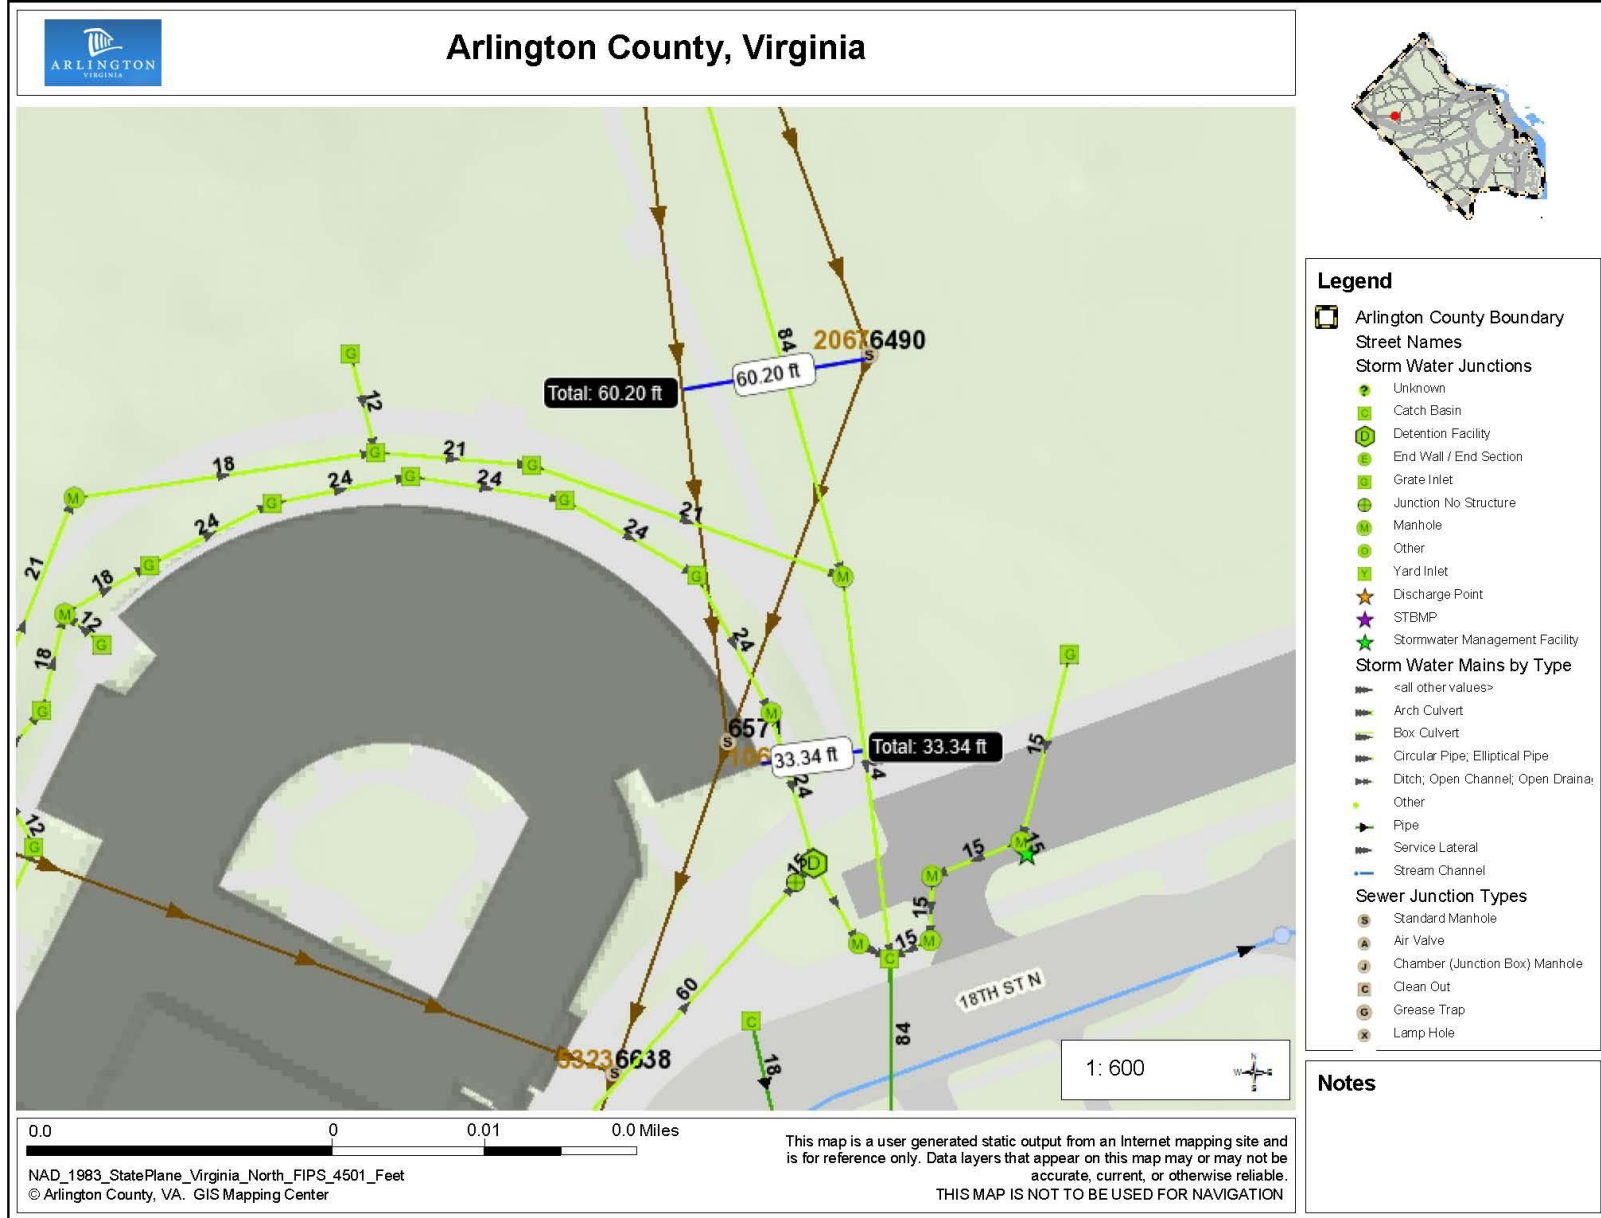 ARLINGTON
VIRGINIA
Arlington County, Virginia
84
6490
60.20 ft
Total: 60.20 ft
G
S
12
G
21
G
18
24
G
24
G
G
M
24
21
24
21
G
18
G
M
M
M
12
G
24
18
G
G
M
6571
S
33.34 ft
Total: 33.34 ft
15
24
12
G
15
D
15
M
15
M
15
M
15
M
C
60
18TH ST N
C
84
18
5323
6638
S
1: 600
N
W
E
S
Legend
Arlington County Boundary
Street Names
Storm Water Junctions
? Unknown
C Catch Basin
D Detention Facility
E End Wall / End Section
G Grate Inlet
Junction No Structure
M Manhole
O Other
Y Yard Inlet
Discharge Point
STBMP
Stormwater Management Facility
Storm Water Mains by Type
<all other values>
Arch Culvert
Box Culvert
Circular Pipe; Elliptical Pipe
Ditch; Open Channel; Open Draina
Other
Pipe
Service Lateral
Stream Channel
Sewer Junction Types
S Standard Manhole
A Air Valve
J Chamber (Junction Box) Manhole
C Clean Out
G Grease Trap
X Lamp Hole
Notes
0.0 0 0.01 0.0 Miles
NAD_1983_StatePlane_Virginia_North_FIPS_4501_Feet
© Arlington County, VA. GIS Mapping Center
This map is a user generated static output from an Internet mapping site and
is for reference only. Data layers that appear on this map may or may not be
accurate, current, or otherwise reliable.
THIS MAP IS NOT TO BE USED FOR NAVIGATION